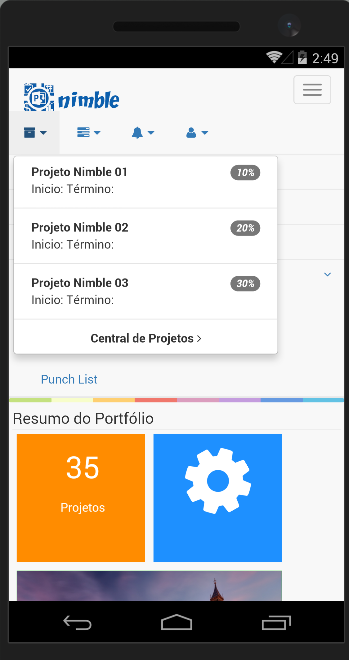 2:49
nimble
Projeto Nimble 01 10%
Inicio: Término:
Projeto Nimble 02 20%
Inicio: Término:
Projeto Nimble 03 30%
Inicio: Término:
Central de Projetos >
Punch List
Resumo do Portfólio
35
Projetos